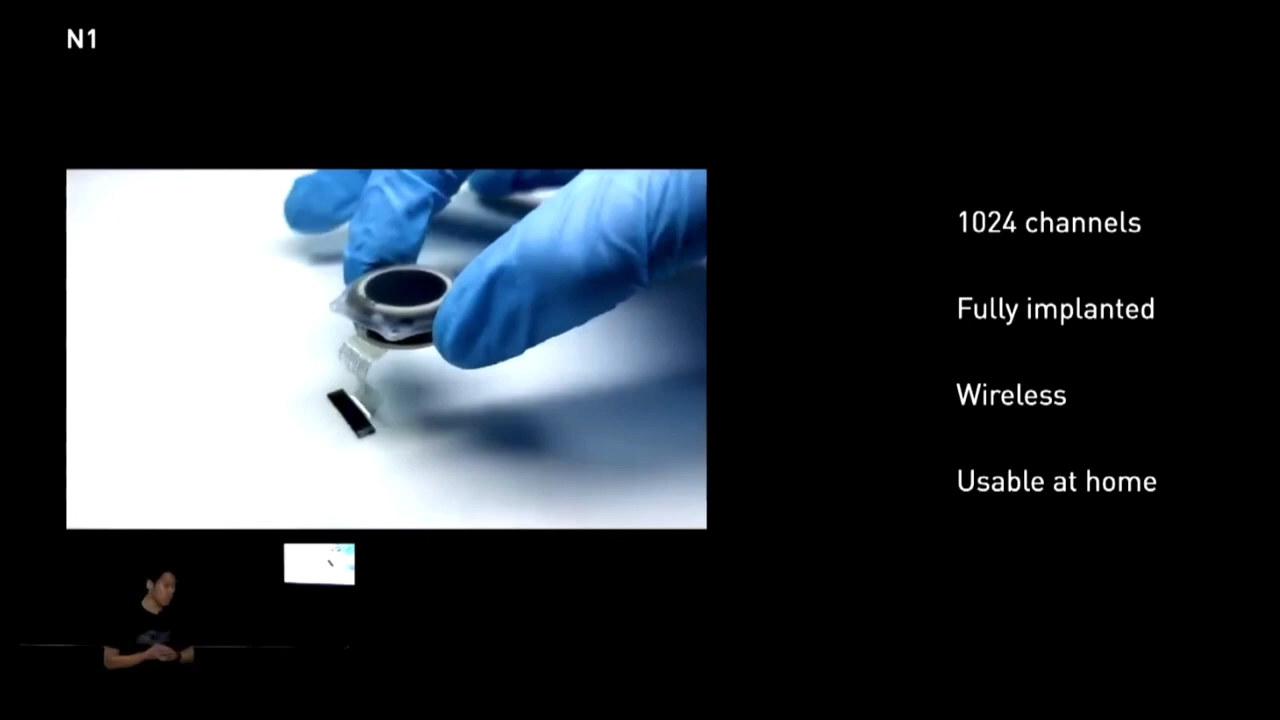 N1
1024 channels
Fully implanted
Wireless
Usable at home